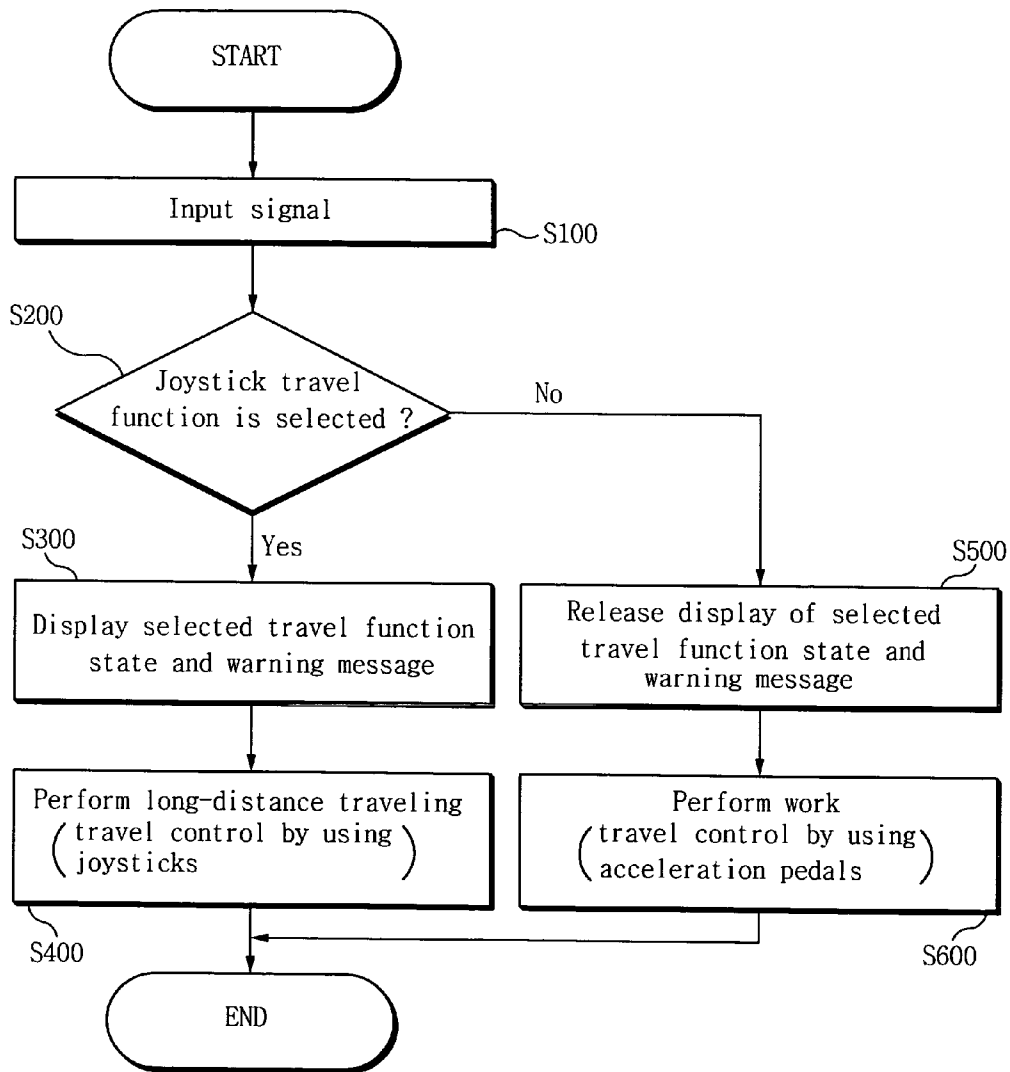 START
Input signal
S100
S200
Joystick travel
function is selected ?
No
Yes
S300
Display selected travel function
state and warning message
S500
Release display of selected
travel function state and
warning message
Perform long-distance traveling
(travel control by using
joysticks)
S400
Perform work
(travel control by using
acceleration pedals)
S600
END